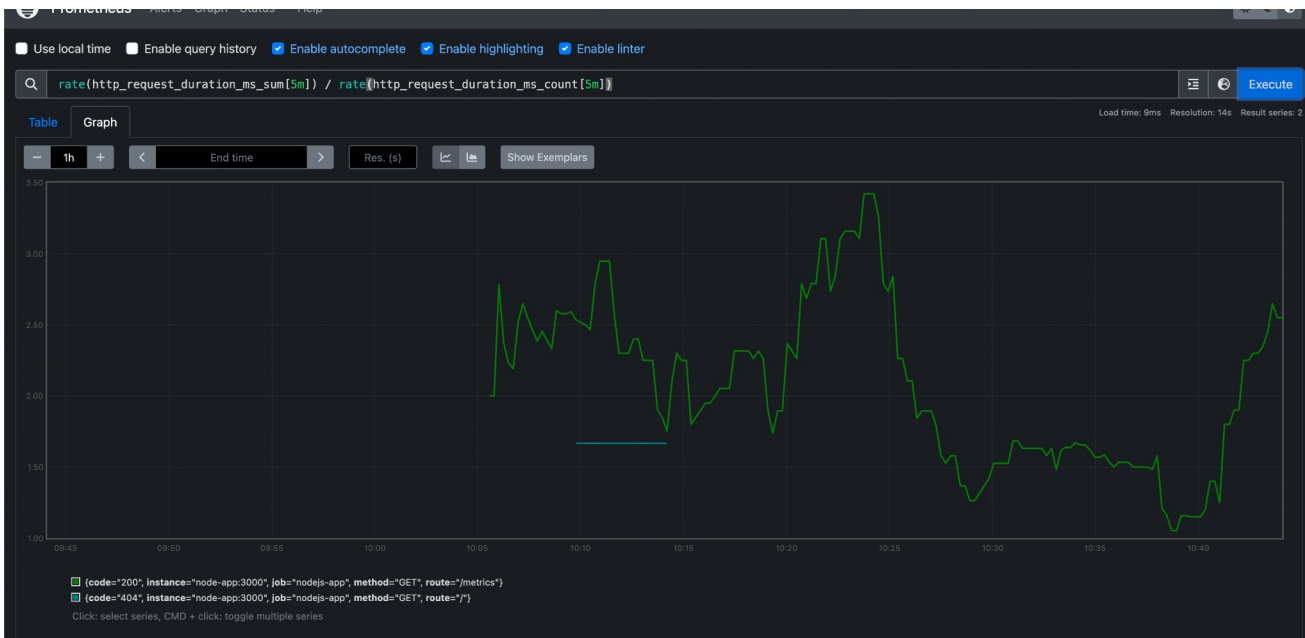 Prometheus Alerts Graph Status Help
Use local time Enable query history Enable autocomplete Enable highlighting Enable linter
rate(http_request_duration_ms_sum[5m]) / rate(http_request_duration_ms_count[5m])
Execute
Load time: 9ms Resolution: 14s Result series: 2
Table Graph
− 1h + < End time > Res. (s) Show Exemplars
3.50
3.00
2.50
2.00
1.50
1.00
09:45 09:50 09:55 10:00 10:05 10:10 10:15 10:20 10:25 10:30 10:35 10:40
{code="200", instance="node-app:3000", job="nodejs-app", method="GET", route="/metrics"}
{code="404", instance="node-app:3000", job="nodejs-app", method="GET", route="/"}
Click: select series, CMD + click: toggle multiple series